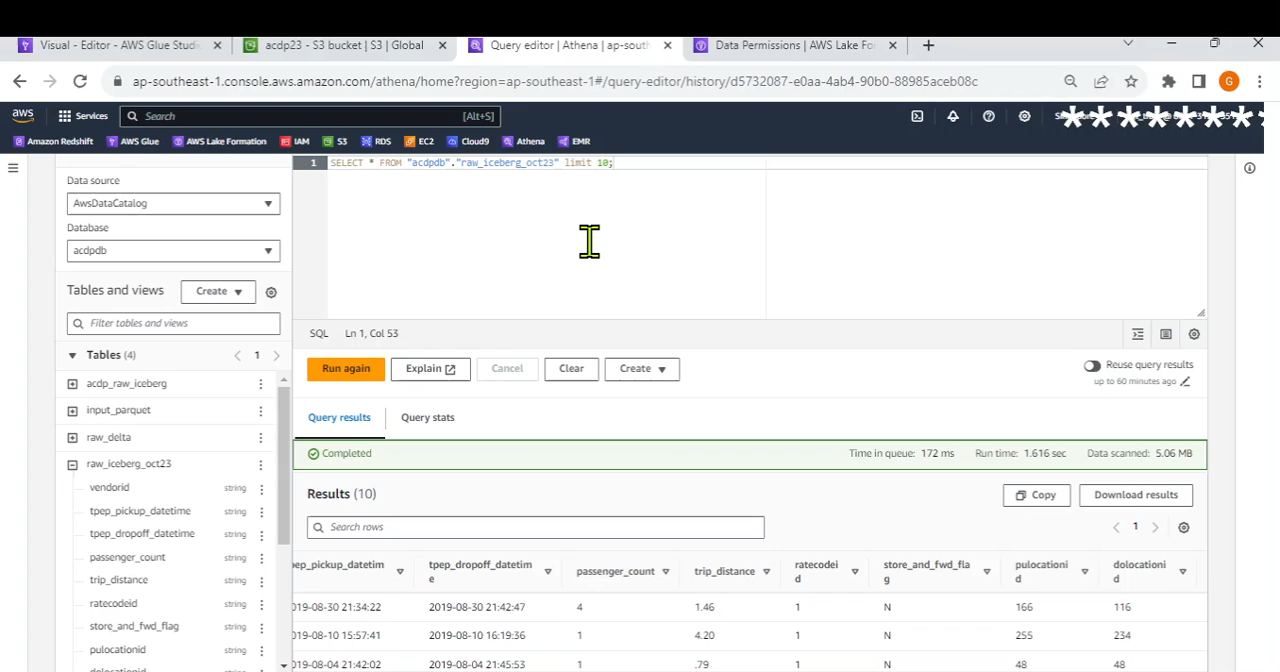 Visual - Editor - AWS Glue Studi
acdp23 - S3 bucket | S3 | Global
Query editor | Athena | ap-south
Data Permissions | AWS Lake For
ap-southeast-1.console.aws.amazon.com/athena/home?region=ap-southeast-1#/query-editor/history/d5732087-e0aa-4ab4-90b0-88985aceb08c
G
aws
Services
Search
[Alt+S]
********
Amazon Redshift
AWS Glue
AWS Lake Formation
IAM
S3
RDS
EC2
Cloud9
Athena
EMR
Data source
AwsDataCatalog
Database
acdpdb
Tables and views
Create
Filter tables and views
Tables (4)
1
acdp_raw_iceberg
input_parquet
raw_delta
raw_iceberg_oct23
vendorid string
tpep_pickup_datetime string
tpep_dropoff_datetime string
passenger_count string
trip_distance string
ratecodeid string
store_and_fwd_flag string
pulocationid string
dolocationid
1 SELECT * FROM "acdpdb"."raw_iceberg_oct23" limit 10;
SQL Ln 1, Col 53
Run again
Explain
Cancel
Clear
Create
Reuse query results
up to 60 minutes ago
Query results
Query stats
Completed
Time in queue: 172 ms
Run time: 1.616 sec
Data scanned: 5.06 MB
Results (10)
Copy
Download results
Search rows
1
pep_pickup_datetim
tpep_dropoff_datetim
e
passenger_count
trip_distance
ratecodei
d
store_and_fwd_fla
g
pulocationi
d
dolocationi
d
019-08-30 21:34:22 2019-08-30 21:42:47 4 1.46 1 N 166 116
019-08-10 15:57:41 2019-08-10 16:19:36 1 4.20 1 N 255 234
019-08-04 21:42:02 2019-08-04 21:45:53 1 .79 1 N 48 48